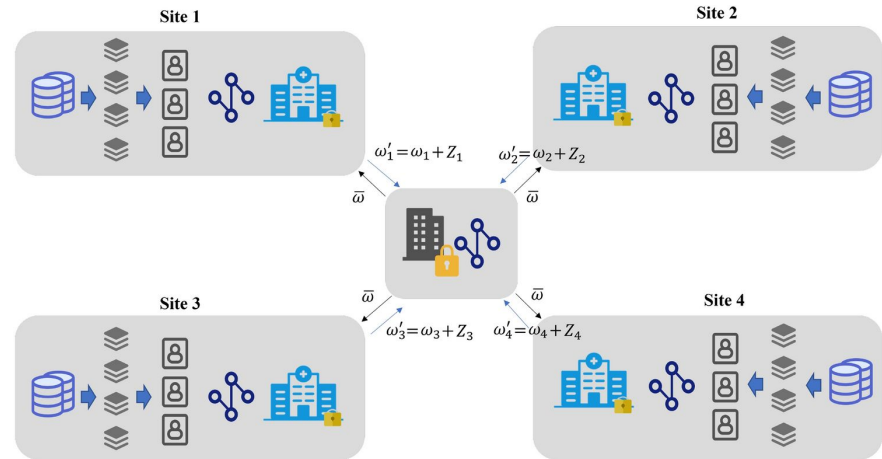 Site 1
Site 2
ω′₁=ω₁+Z₁
ω′₂=ω₂+Z₂
ω̅
ω̅
ω̅
ω̅
Site 3
Site 4
ω′₃=ω₃+Z₃
ω′₄=ω₄+Z₄